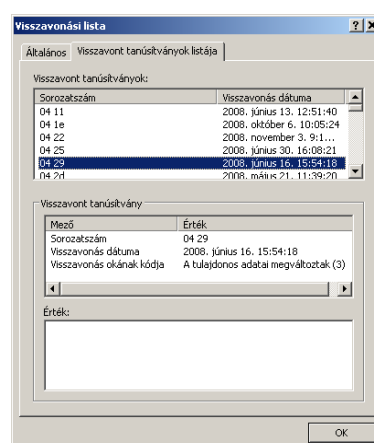 Visszavonási lista
Általános Visszavont tanúsítványok listája
Visszavont tanúsítványok:
Sorozatszám Visszavonás dátuma
04 11 2008. június 13. 12:51:40
04 1e 2008. október 6. 10:05:24
04 22 2008. november 3. 9:1...
04 25 2008. június 30. 16:08:21
04 29 2008. június 16. 15:54:18
04 2d 2008. május 21. 11:39:20
Visszavont tanúsítvány
Mező Érték
Sorozatszám 04 29
Visszavonás dátuma 2008. június 16. 15:54:18
Visszavonás okának kódja A tulajdonos adatai megváltoztak (3)
Érték:
OK